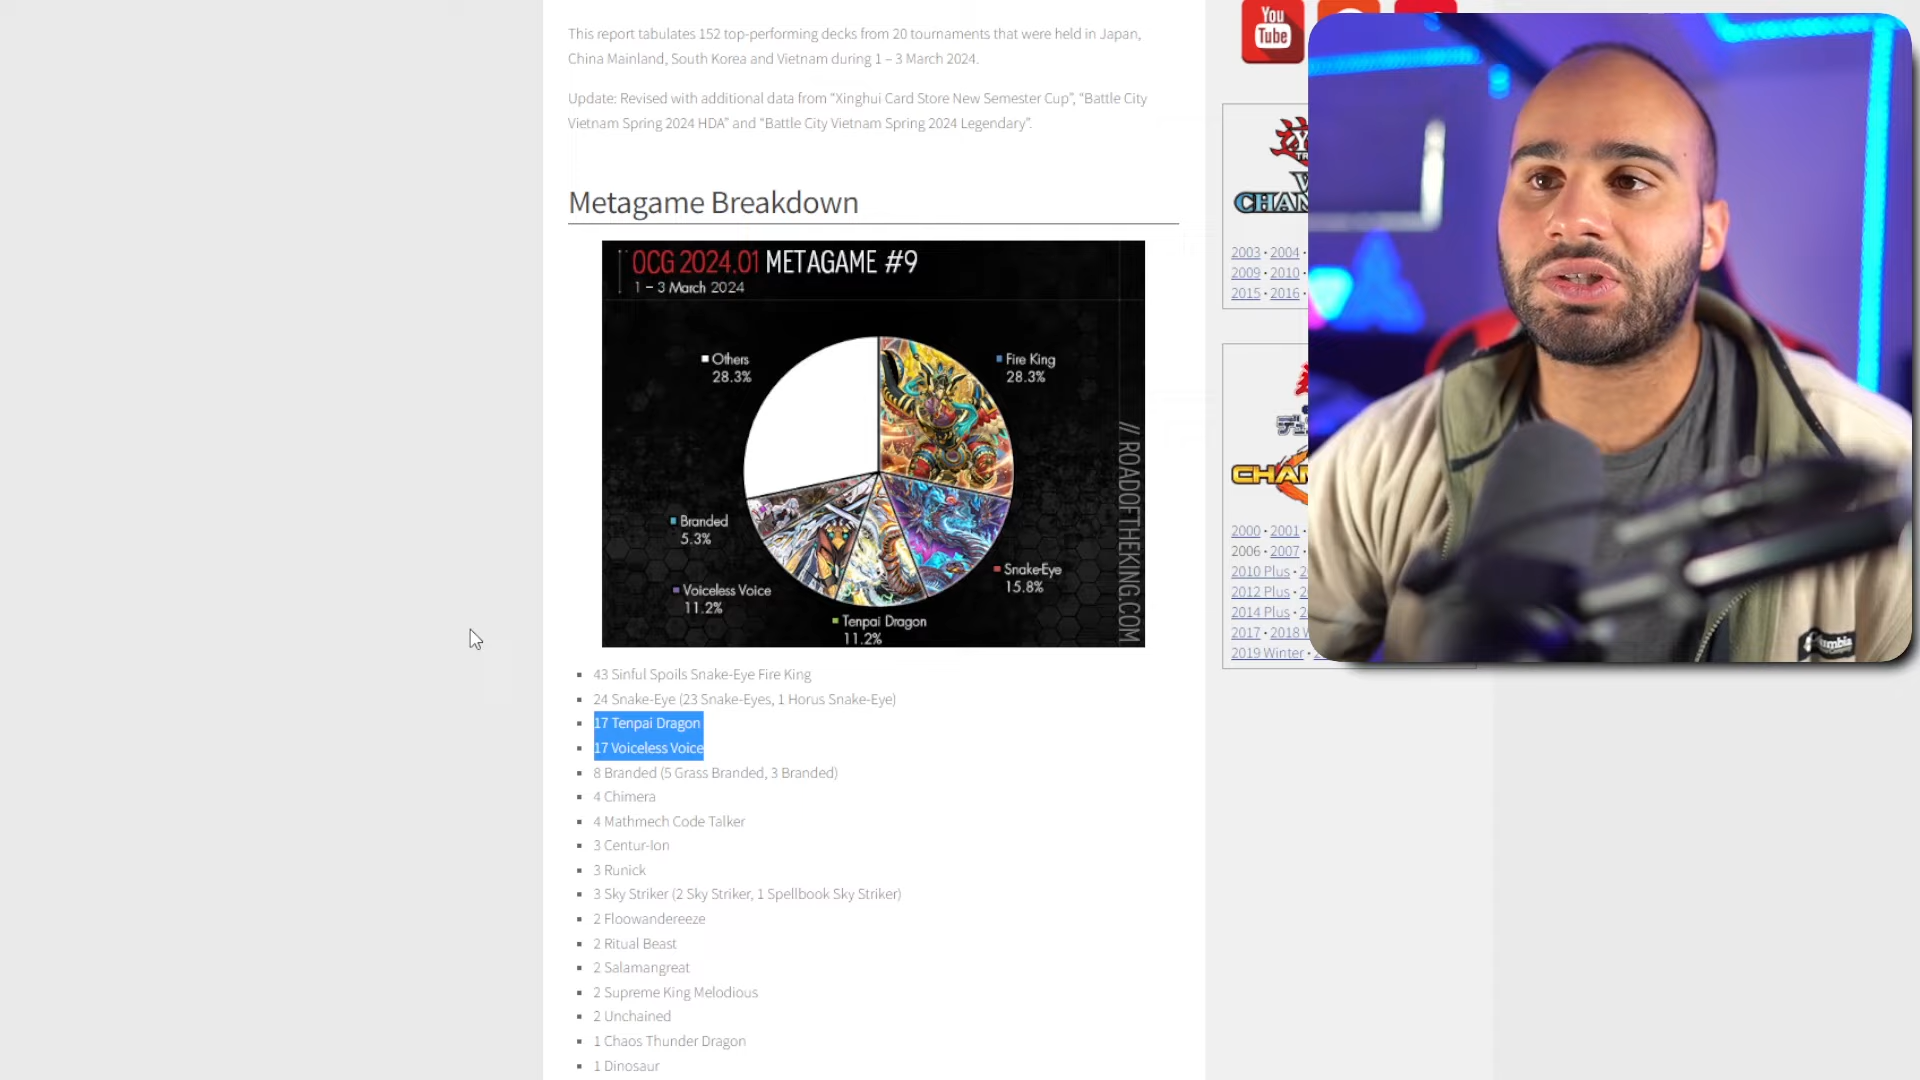 This report tabulates 152 top-performing decks from 20 tournaments that were held in Japan,
China Mainland, South Korea and Vietnam during 1 – 3 March 2024.
Update: Revised with additional data from “Xinghui Card Store New Semester Cup”, “Battle City
Vietnam Spring 2024 HDA” and “Battle City Vietnam Spring 2024 Legendary”.
Metagame Breakdown
OCG 2024.01 METAGAME #9
1 – 3 March 2024
Others
28.3%
Fire King
28.3%
Branded
5.3%
Snake-Eye
15.8%
Voiceless Voice
11.2%
Tenpai Dragon
11.2%
// ROADOFTHEKING.COM
43 Sinful Spoils Snake-Eye Fire King
24 Snake-Eye (23 Snake-Eyes, 1 Horus Snake-Eye)
17 Tenpai Dragon
17 Voiceless Voice
8 Branded (5 Grass Branded, 3 Branded)
4 Chimera
4 Mathmech Code Talker
3 Centur-Ion
3 Runick
3 Sky Striker (2 Sky Striker, 1 Spellbook Sky Striker)
2 Floowandereeze
2 Ritual Beast
2 Salamangreat
2 Supreme King Melodious
2 Unchained
1 Chaos Thunder Dragon
1 Dinosaur
You
Tube
2003 • 2004 •
2009 • 2010 •
2015 • 2016 •
2000 • 2001 •
2006 • 2007 •
2010 Plus •
2012 Plus •
2014 Plus •
2017 • 2018 W
2019 Winter •